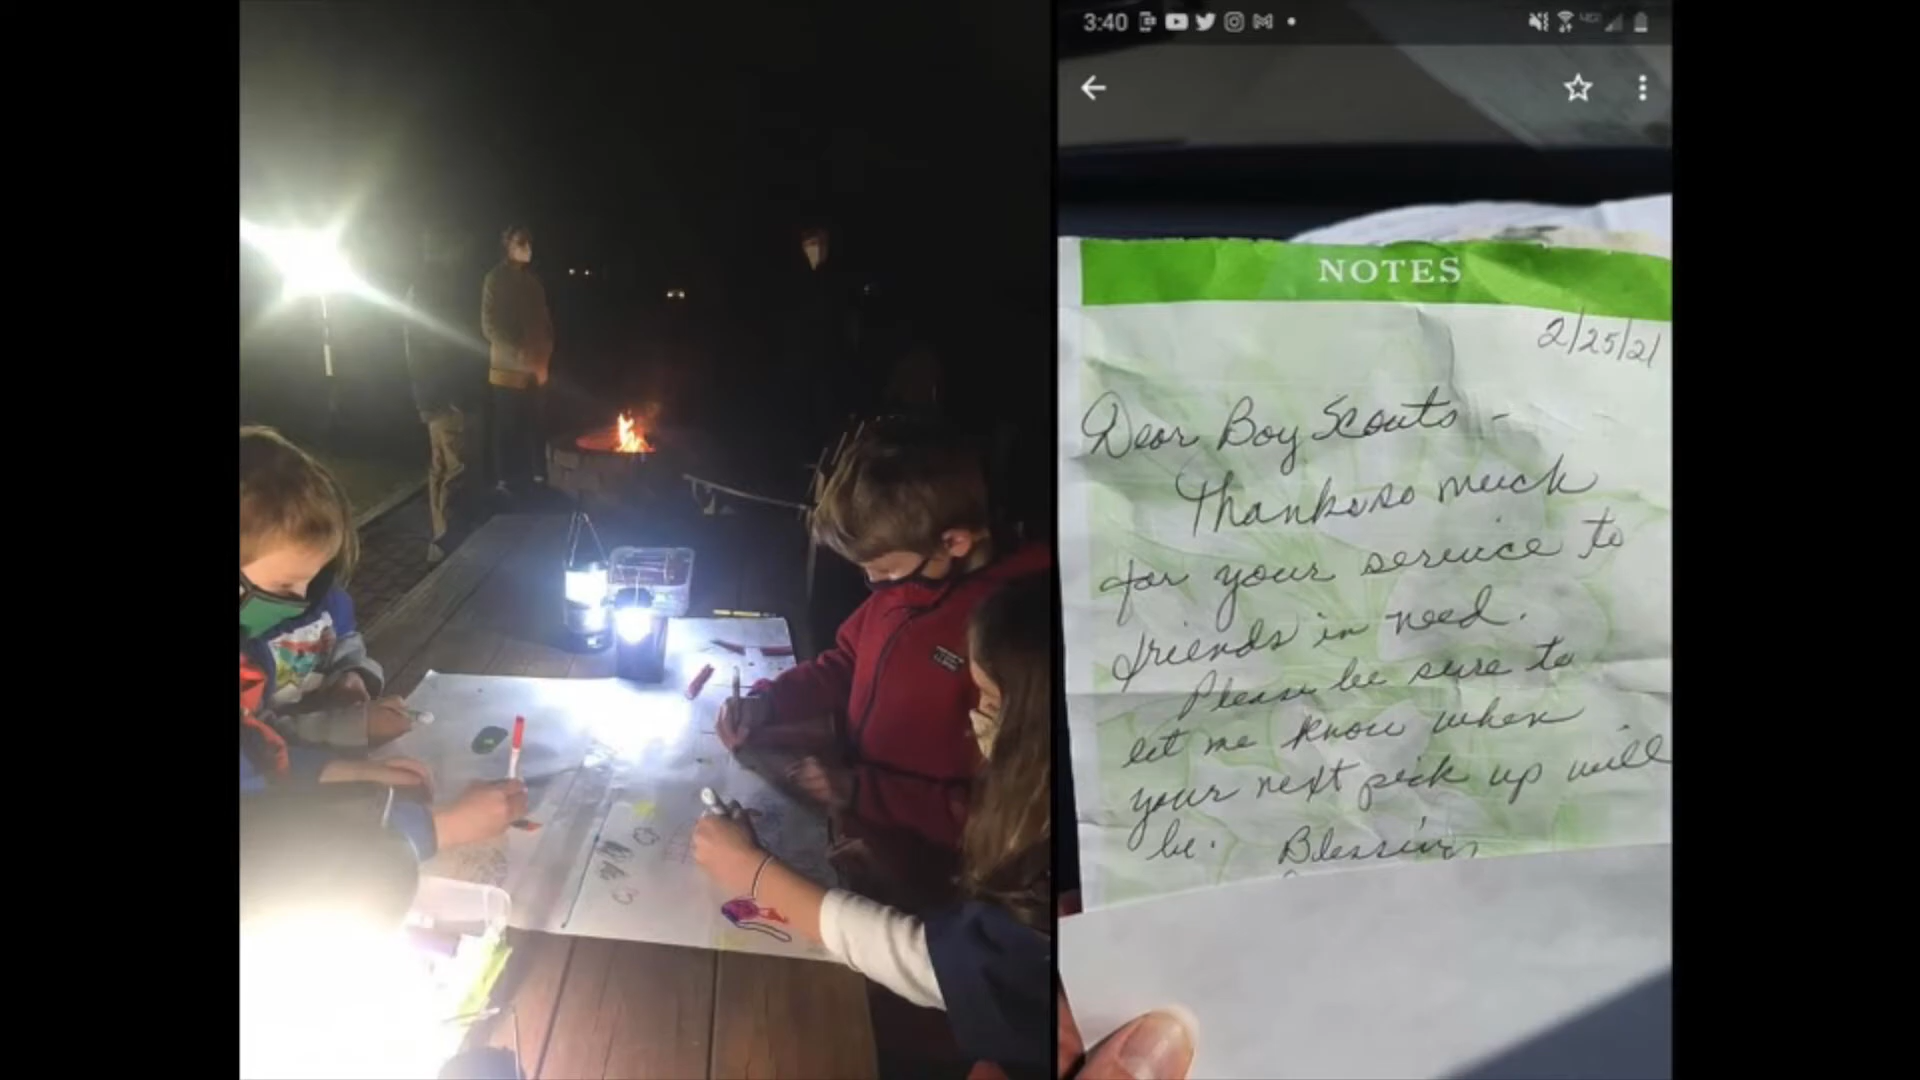 3:40
NOTES
2/25/21
Dear Boy Scouts -
Thanks so much
for your service to
friends in need.
Please be sure to
let me know when
your next pick up will
be. Blessings